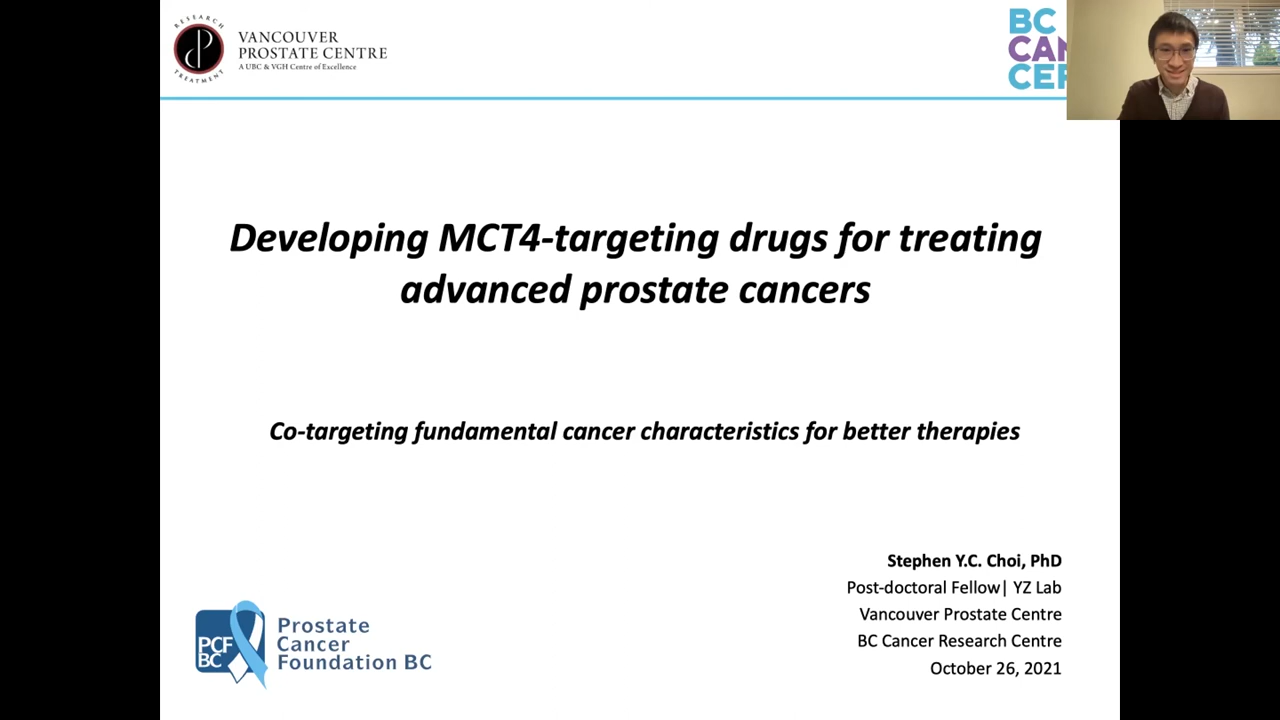 RESEARCH
TREATMENT
VANCOUVER
PROSTATE CENTRE
A UBC & VGH Centre of Excellence
BC
CAN
CER
Developing MCT4-targeting drugs for treating
advanced prostate cancers
Co-targeting fundamental cancer characteristics for better therapies
Stephen Y.C. Choi, PhD
Post-doctoral Fellow| YZ Lab
Vancouver Prostate Centre
BC Cancer Research Centre
October 26, 2021
PCF
BC
Prostate
Cancer
Foundation BC